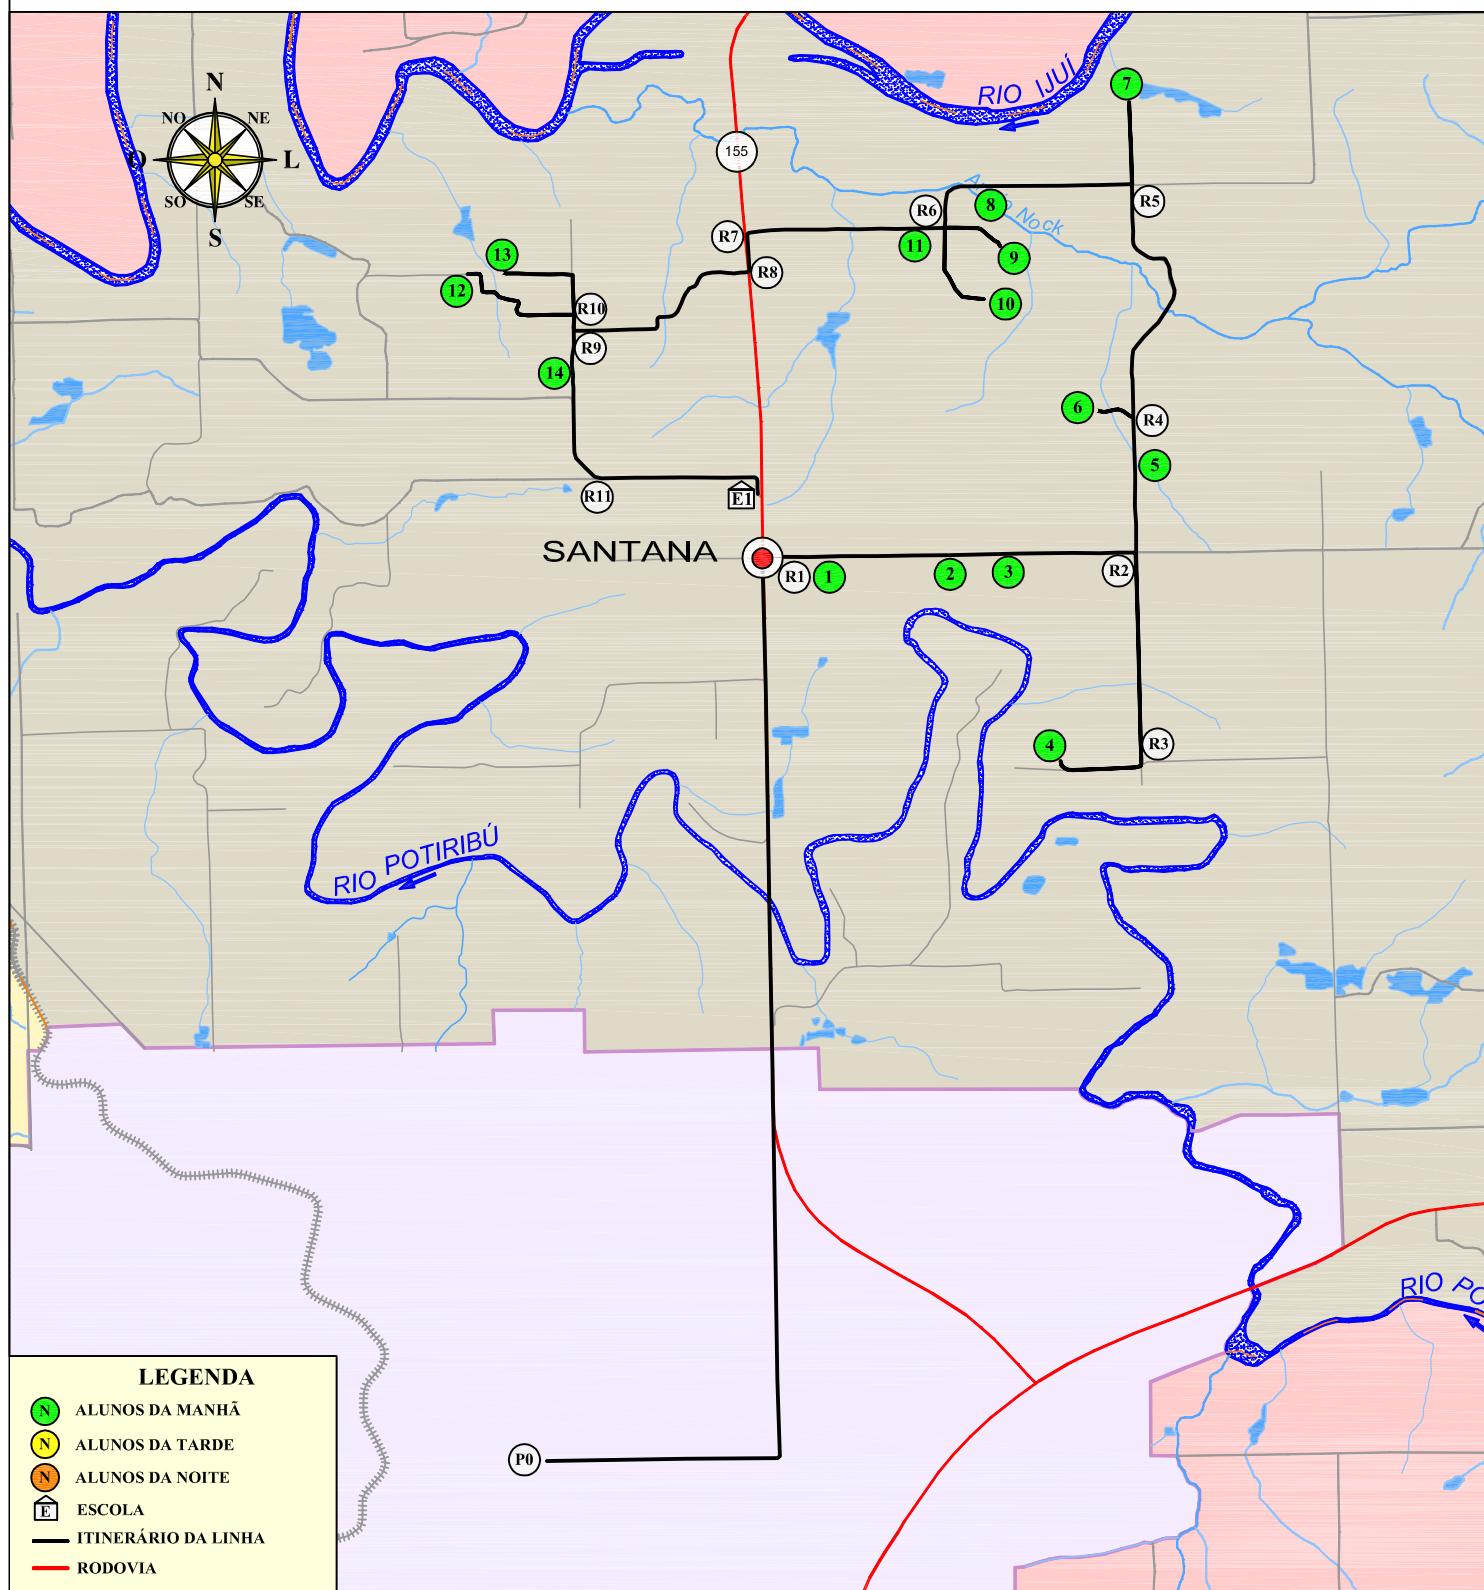 RIO IJUÍ
7
N
NO
NE
O
L
SO
SE
S
155
8
R5
R6
Nock
R7
11
9
13
R8
12
10
R10
R9
14
6
R4
5
R11
E1
SANTANA
R1
1
2
3
R2
4
R3
RIO POTIRIBÚ
RIO PO
LEGENDA
N ALUNOS DA MANHÃ
N ALUNOS DA TARDE
N ALUNOS DA NOITE
E ESCOLA
ITINERÁRIO DA LINHA
RODOVIA
P0